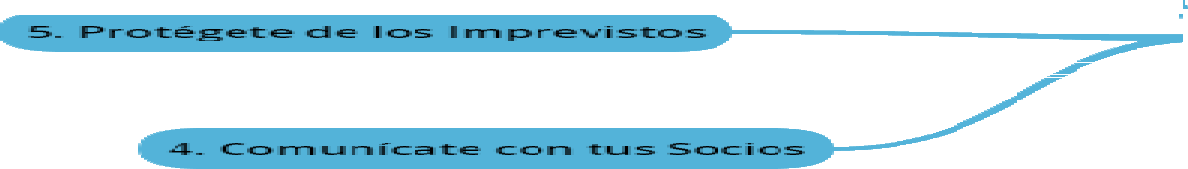 5. Protégete de los Imprevistos
4. Comunícate con tus Socios